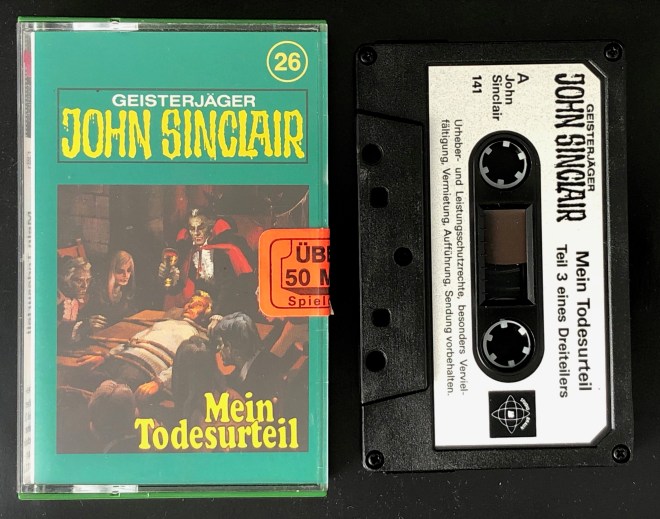 26
GEISTERJÄGER
JOHN SINCLAIR
ÜBE
50 M
Spiel
Mein
Todesurteil
GEISTERJÄGER
JOHN SINCLAIR
Mein Todesurteil
Teil 3 eines Dreiteilers
A
John
Sinclair
141
Urheber- und Leistungsschutzrechte, besonders Verviel-
fältigung, Vermietung, Aufführung, Sendung vorbehalten.